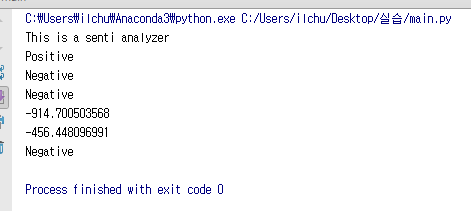 C:₩Users₩ilchu₩Anaconda3₩python.exe C:/Users/ilchu/Desktop/실습/main.py
This is a senti analyzer
Positive
Negative
Negative
-914.700503568
-456.448096991
Negative
Process finished with exit code 0